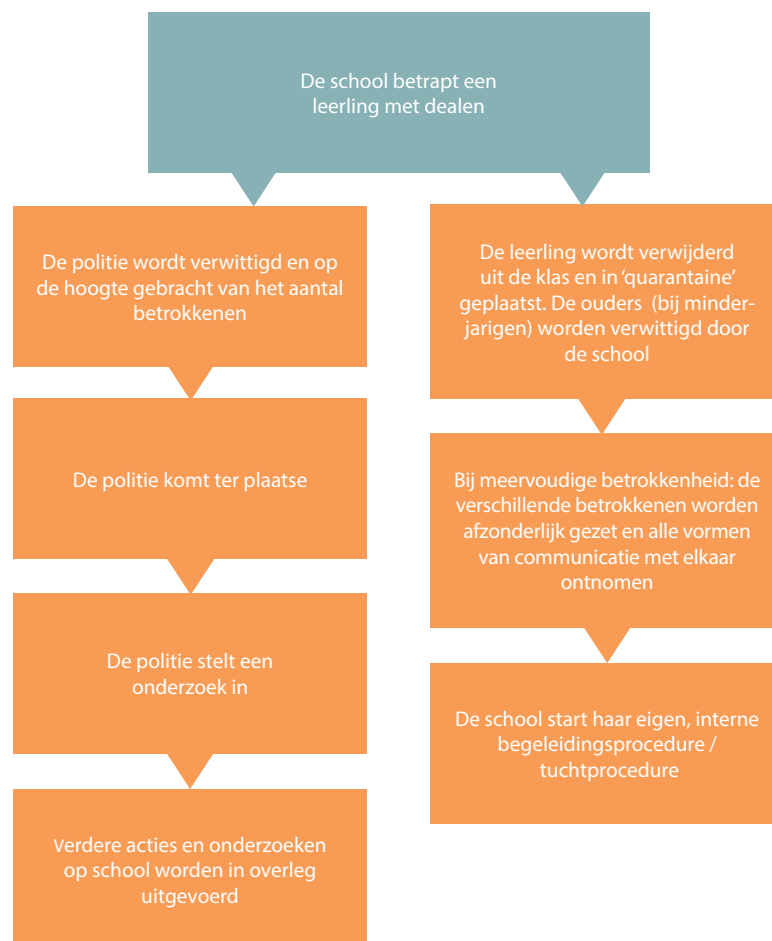 De school betrapt een
leerling met dealen
De politie wordt verwittigd en op
de hoogte gebracht van het aantal
betrokkenen
De politie komt ter plaatse
De politie stelt een
onderzoek in
Verdere acties en onderzoeken
op school worden in overleg
uitgevoerd
De leerling wordt verwijderd
uit de klas en in ‘quarantaine’
geplaatst. De ouders (bij minder-
jarigen) worden verwittigd door
de school
Bij meervoudige betrokkenheid: de
verschillende betrokkenen worden
afzonderlijk gezet en alle vormen
van communicatie met elkaar
ontnomen
De school start haar eigen, interne
begeleidingsprocedure /
tuchtprocedure